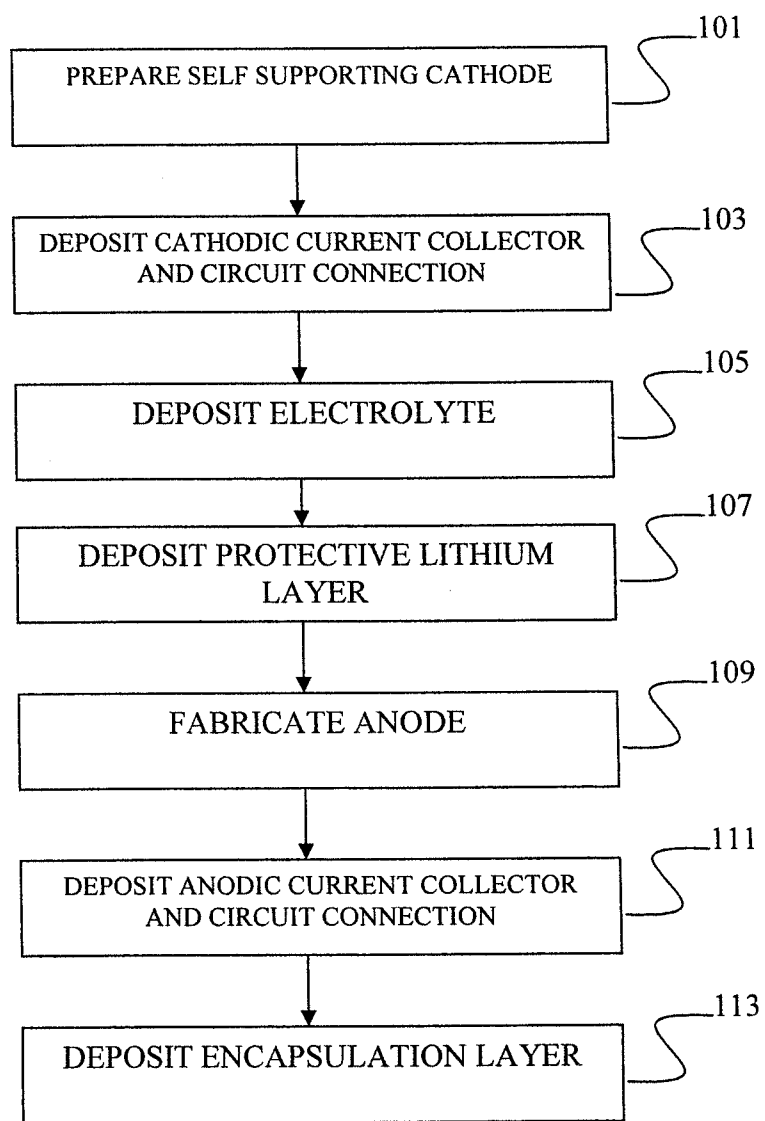 101
PREPARE SELF SUPPORTING CATHODE
103
DEPOSIT CATHODIC CURRENT COLLECTOR
AND CIRCUIT CONNECTION
105
DEPOSIT ELECTROLYTE
107
DEPOSIT PROTECTIVE LITHIUM
LAYER
109
FABRICATE ANODE
111
DEPOSIT ANODIC CURRENT COLLECTOR
AND CIRCUIT CONNECTION
113
DEPOSIT ENCAPSULATION LAYER